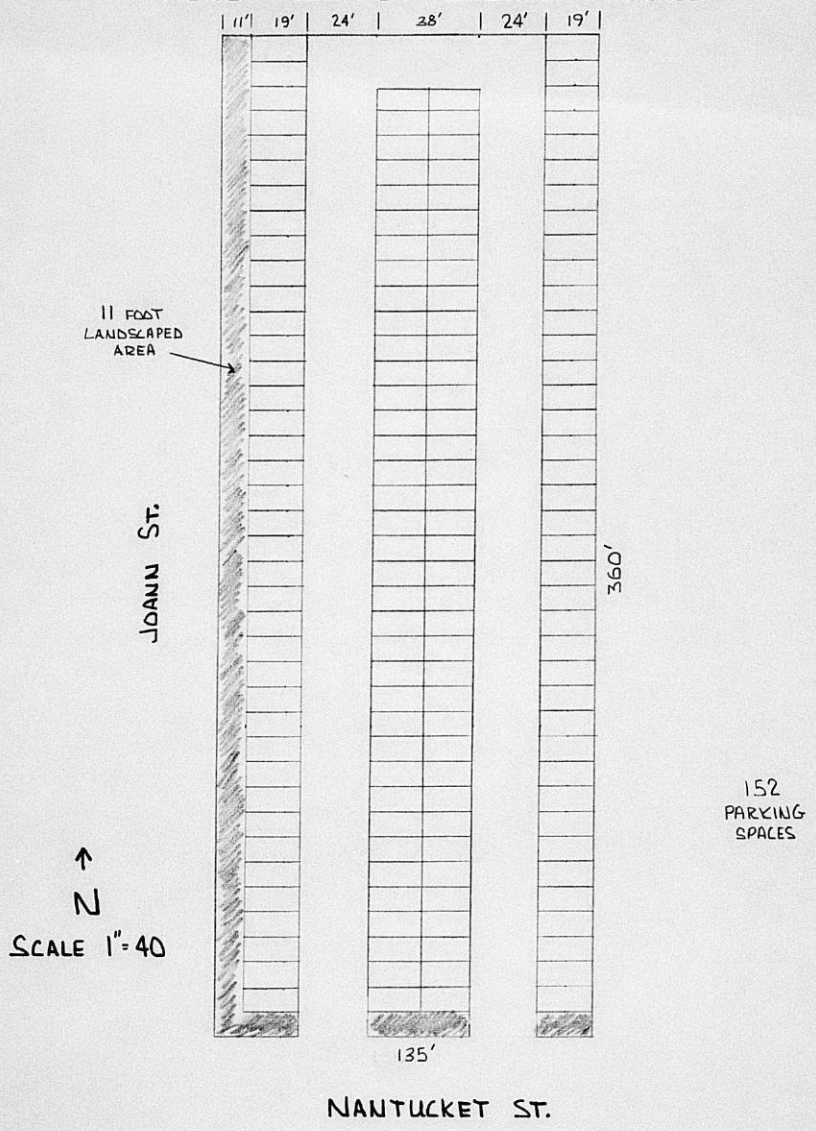 11' 19' 24' 38' 24' 19'
11 FOOT
LANDSCAPED
AREA
JOANN ST.
360'
152
PARKING
SPACES
N
SCALE 1"=40
135'
NANTUCKET ST.